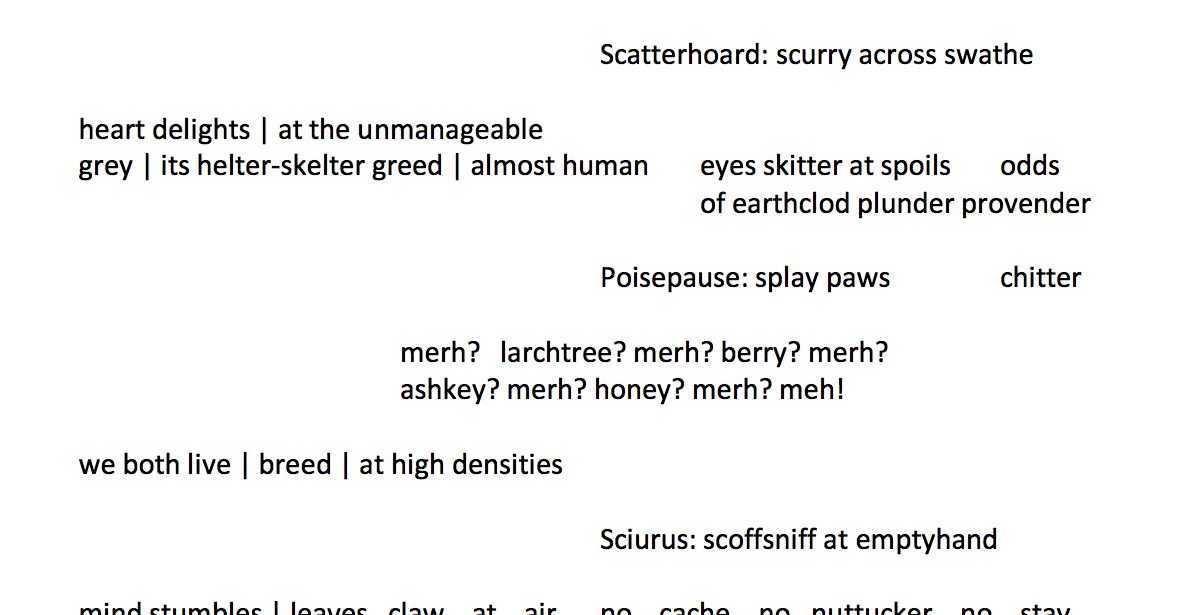 Scatterhoard: scurry across swathe
heart delights | at the unmanageable
grey | its helter-skelter greed | almost human eyes skitter at spoils odds
of earthclod plunder provender
Poisepause: splay paws chitter
merh? larchtree? merh? berry? merh?
ashkey? merh? honey? merh? meh!
we both live | breed | at high densities
Sciurus: scoffsniff at emptyhand
mind stumbles | leaves claw at air no cache no nuttucker no stay